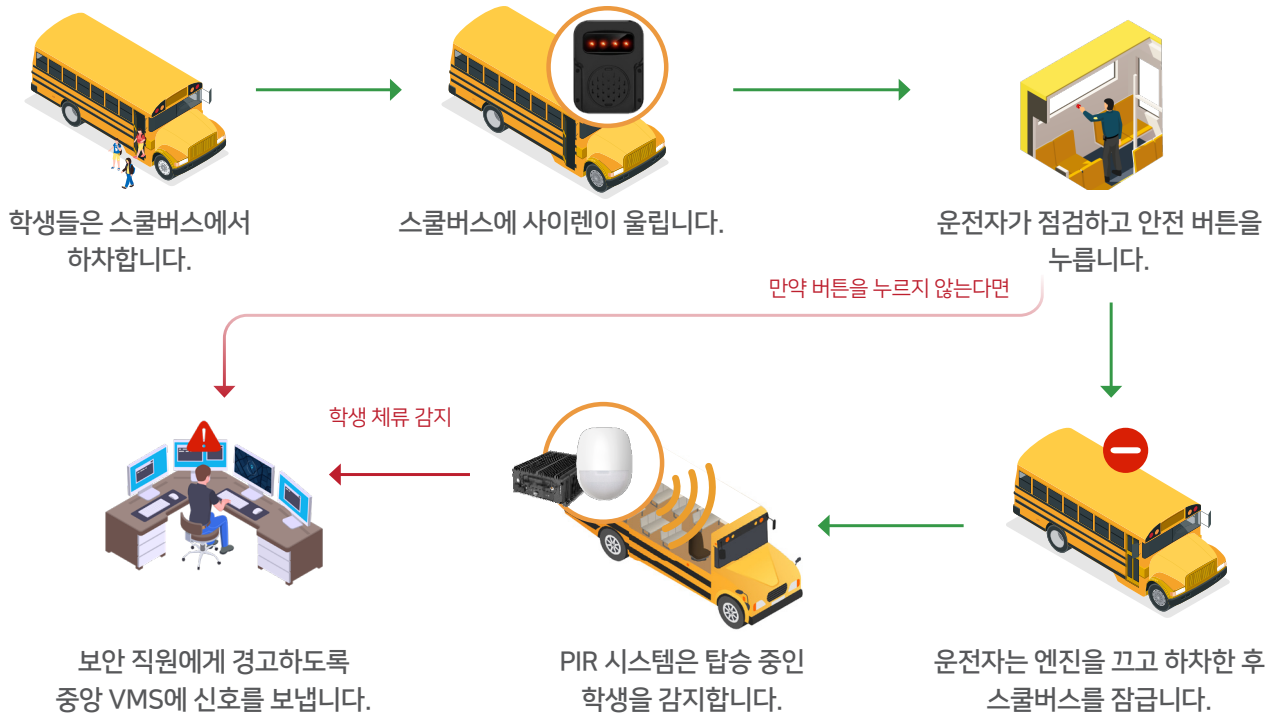 학생들은 스쿨버스에서
하차합니다.
스쿨버스에 사이렌이 울립니다.
운전자가 점검하고 안전 버튼을
누릅니다.
만약 버튼을 누르지 않는다면
학생 체류 감지
보안 직원에게 경고하도록
중앙 VMS에 신호를 보냅니다.
PIR 시스템은 탑승 중인
학생을 감지합니다.
운전자는 엔진을 끄고 하차한 후
스쿨버스를 잠급니다.